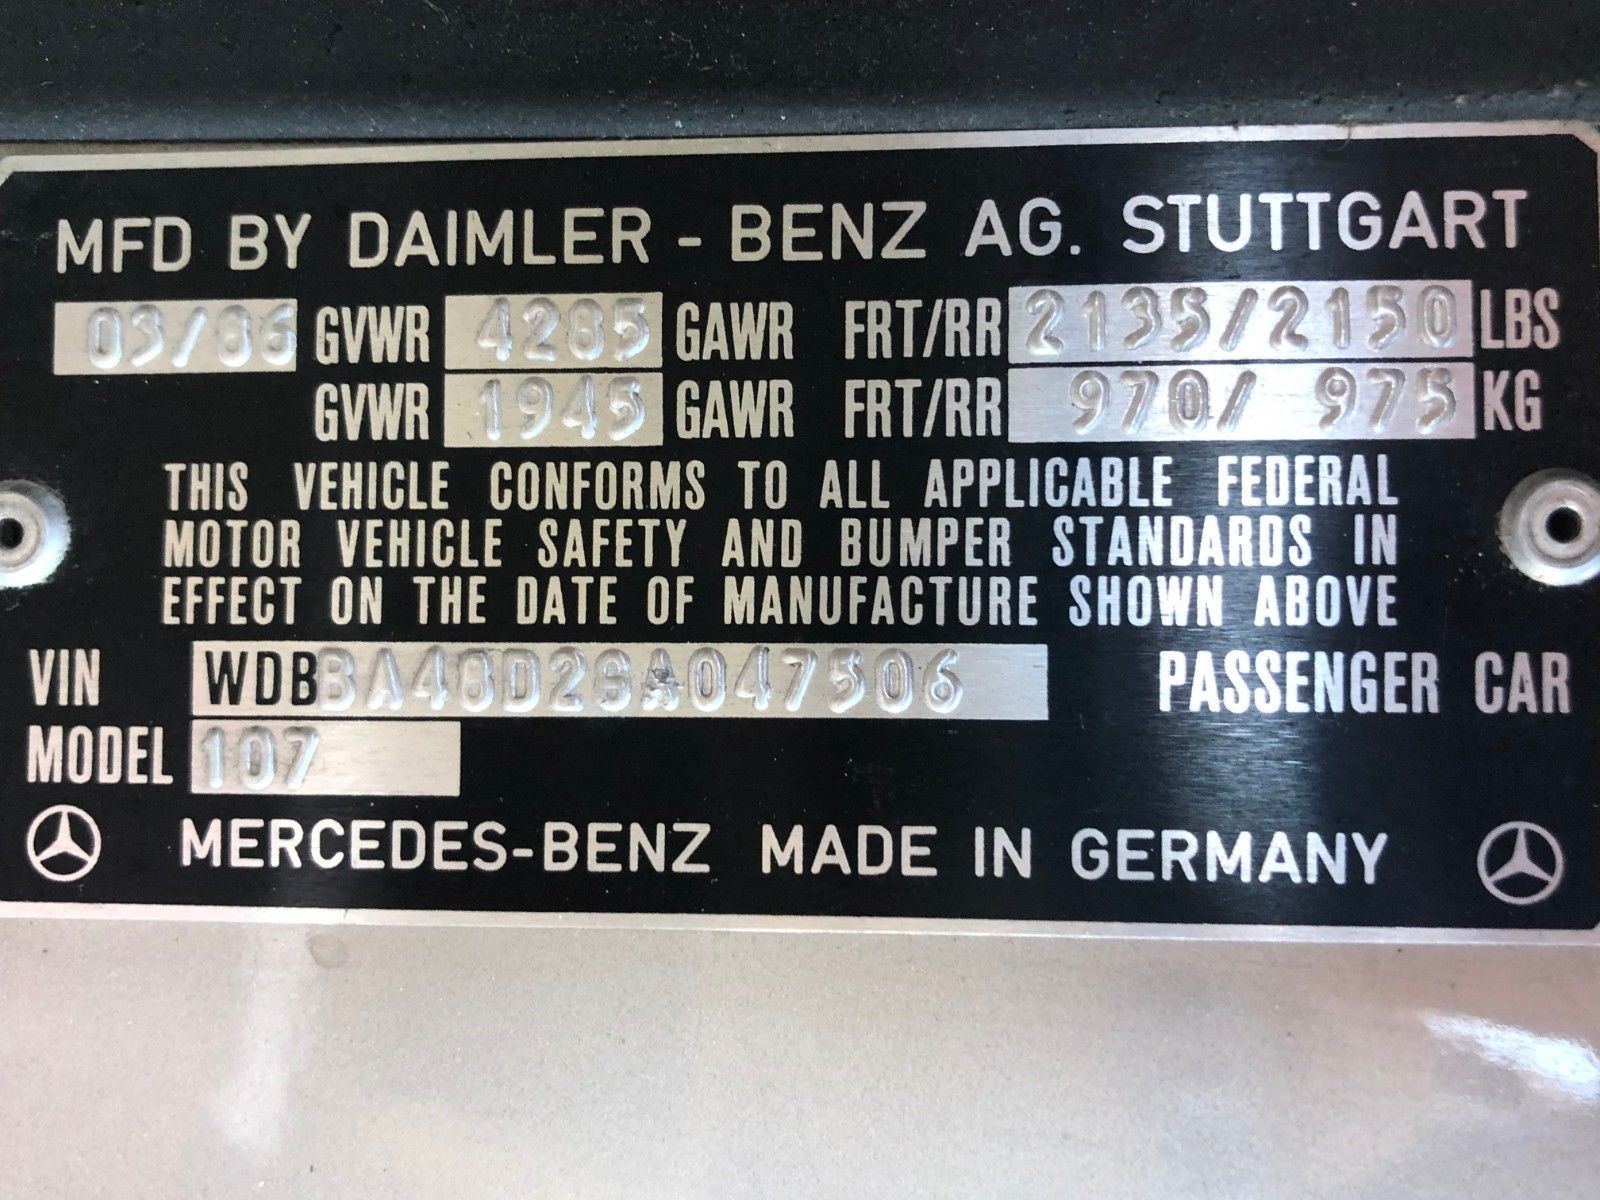 MFD BY DAIMLER - BENZ AG. STUTTGART
03/86 GVWR 4285 GAWR FRT/RR 2135/2150 LBS
GVWR 1945 GAWR FRT/RR 970/ 975 KG
THIS VEHICLE CONFORMS TO ALL APPLICABLE FEDERAL
MOTOR VEHICLE SAFETY AND BUMPER STANDARDS IN
EFFECT ON THE DATE OF MANUFACTURE SHOWN ABOVE
VIN WDBBA48D2GA047506 PASSENGER CAR
MODEL 107
MERCEDES-BENZ MADE IN GERMANY